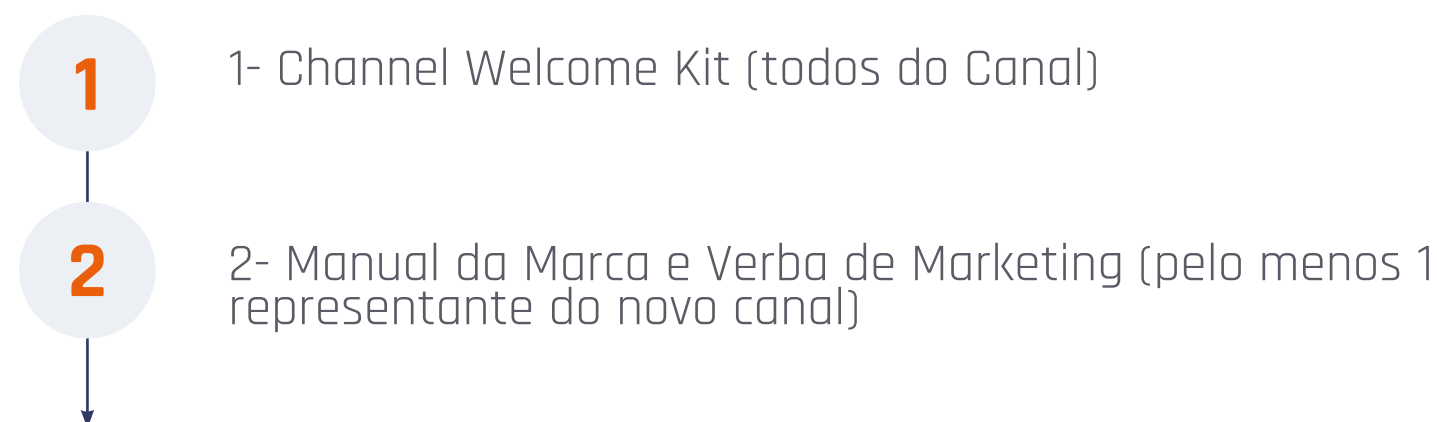 1
1- Channel Welcome Kit (todos do Canal)
2
2- Manual da Marca e Verba de Marketing (pelo menos 1
representante do novo canal)